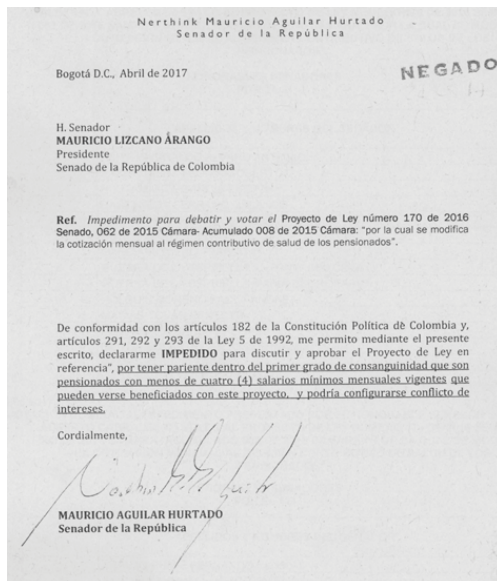 Nerthink Mauricio Aguilar Hurtado
Senador de la República
Bogotá D.C., Abril de 2017
NEGADO
H. Senador
MAURICIO LIZCANO ÁRANGO
Presidente
Senado de la República de Colombia
Ref. Impedimento para debatir y votar el Proyecto de Ley número 170 de 2016
Senado, 062 de 2015 Cámara- Acumulado 008 de 2015 Cámara: "por la cual se modifica
la cotización mensual al régimen contributivo de salud de los pensionados".
De conformidad con los artículos 182 de la Constitución Política de Colombia y,
artículos 291, 292 y 293 de la Ley 5 de 1992, me permito mediante el presente
escrito, declararme IMPEDIDO para discutir y aprobar el Proyecto de Ley en
referencia", por tener pariente dentro del primer grado de consanguinidad que son
pensionados con menos de cuatro (4) salarios mínimos mensuales vigentes que
pueden verse beneficiados con este proyecto, y podría configurarse conflicto de
intereses.
Cordialmente,
MAURICIO AGUILAR HURTADO
Senador de la República